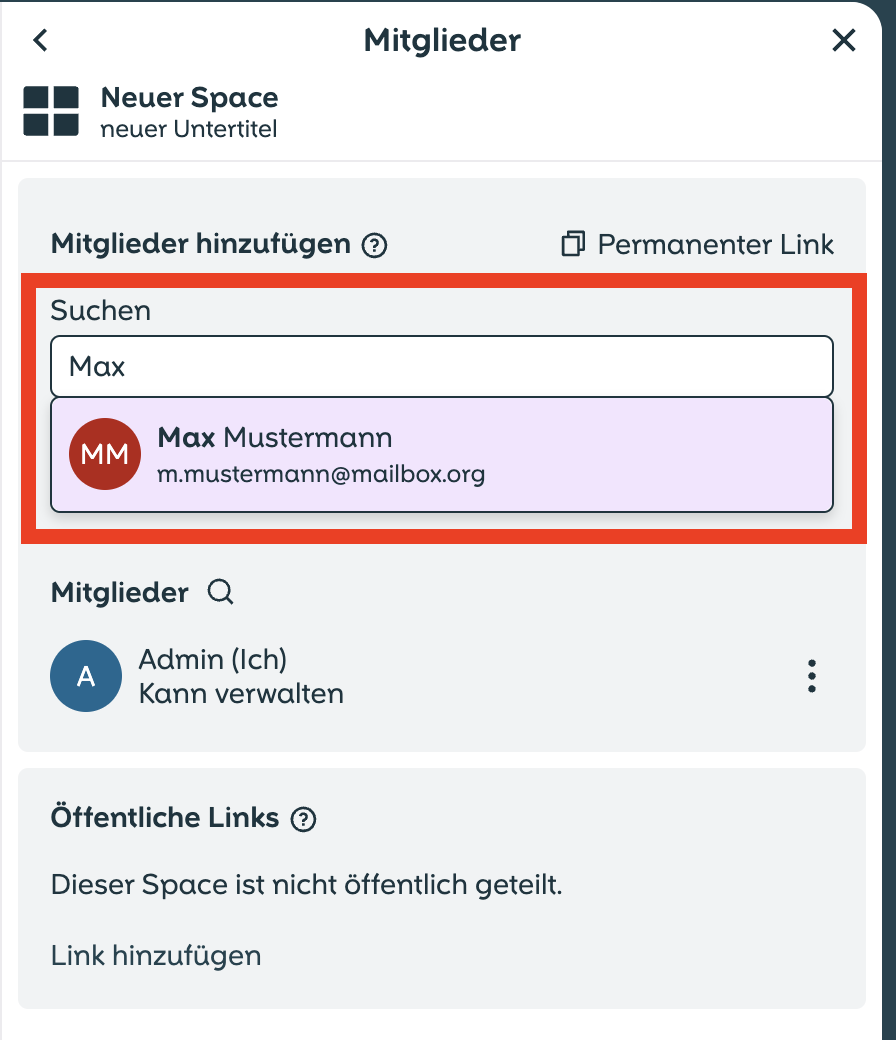 Mitglieder
Neuer Space
neuer Untertitel
Mitglieder hinzufügen ?
Permanenter Link
Suchen
Max
MM
Max Mustermann
m.mustermann@mailbox.org
Mitglieder
A
Admin (Ich)
Kann verwalten
Öffentliche Links ?
Dieser Space ist nicht öffentlich geteilt.
Link hinzufügen